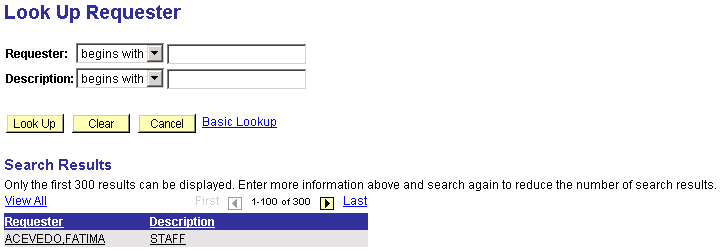 Look Up Requester
Requester: begins with
Description: begins with
Look Up Clear Cancel Basic Lookup
Search Results
Only the first 300 results can be displayed. Enter more information above and search again to reduce the number of search results.
View All First 1-100 of 300 Last
Requester Description
ACEVEDO,FATIMA STAFF